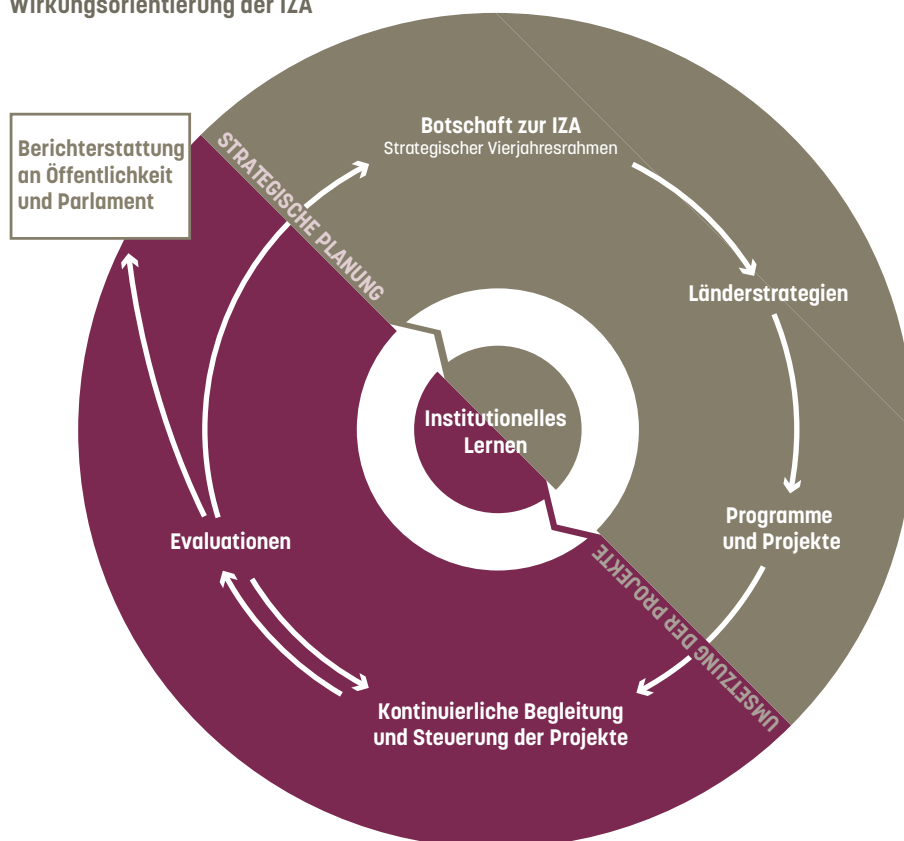 Wirkungsorientierung der IZA
Berichterstattung
an Öffentlichkeit
und Parlament
STRATEGISCHE PLANUNG
Botschaft zur IZA
Strategischer Vierjahresrahmen
Länderstrategien
Institutionelles
Lernen
Programme
und Projekte
Evaluationen
UMSETZUNG DER PROJEKTE
Kontinuierliche Begleitung
und Steuerung der Projekte